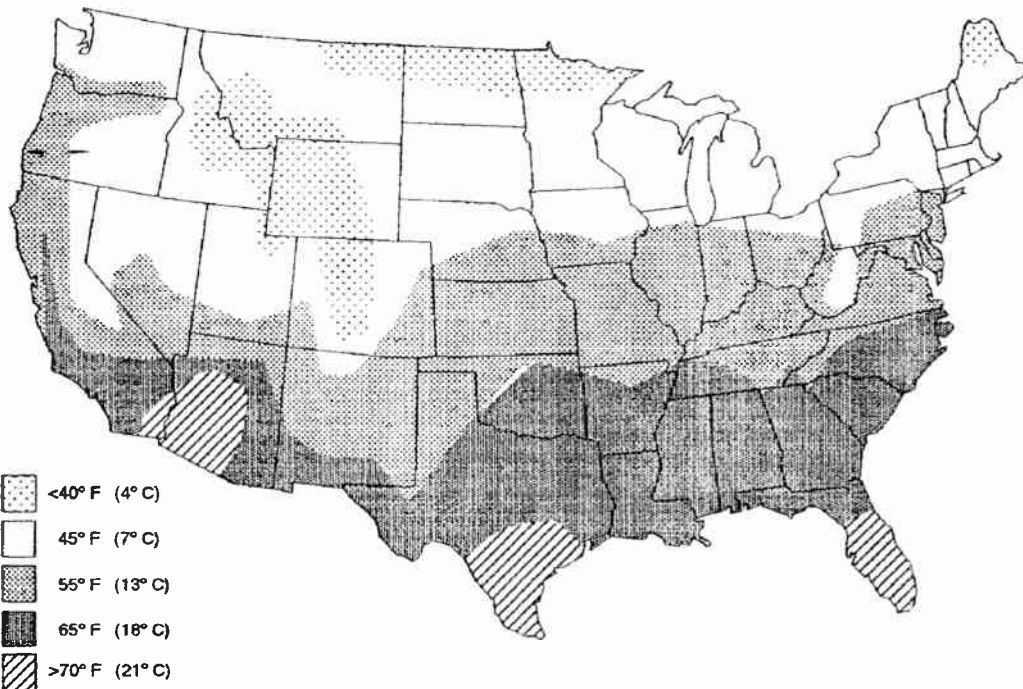 <40° F (4° C)
45° F (7° C)
55° F (13° C)
65° F (18° C)
>70° F (21° C)